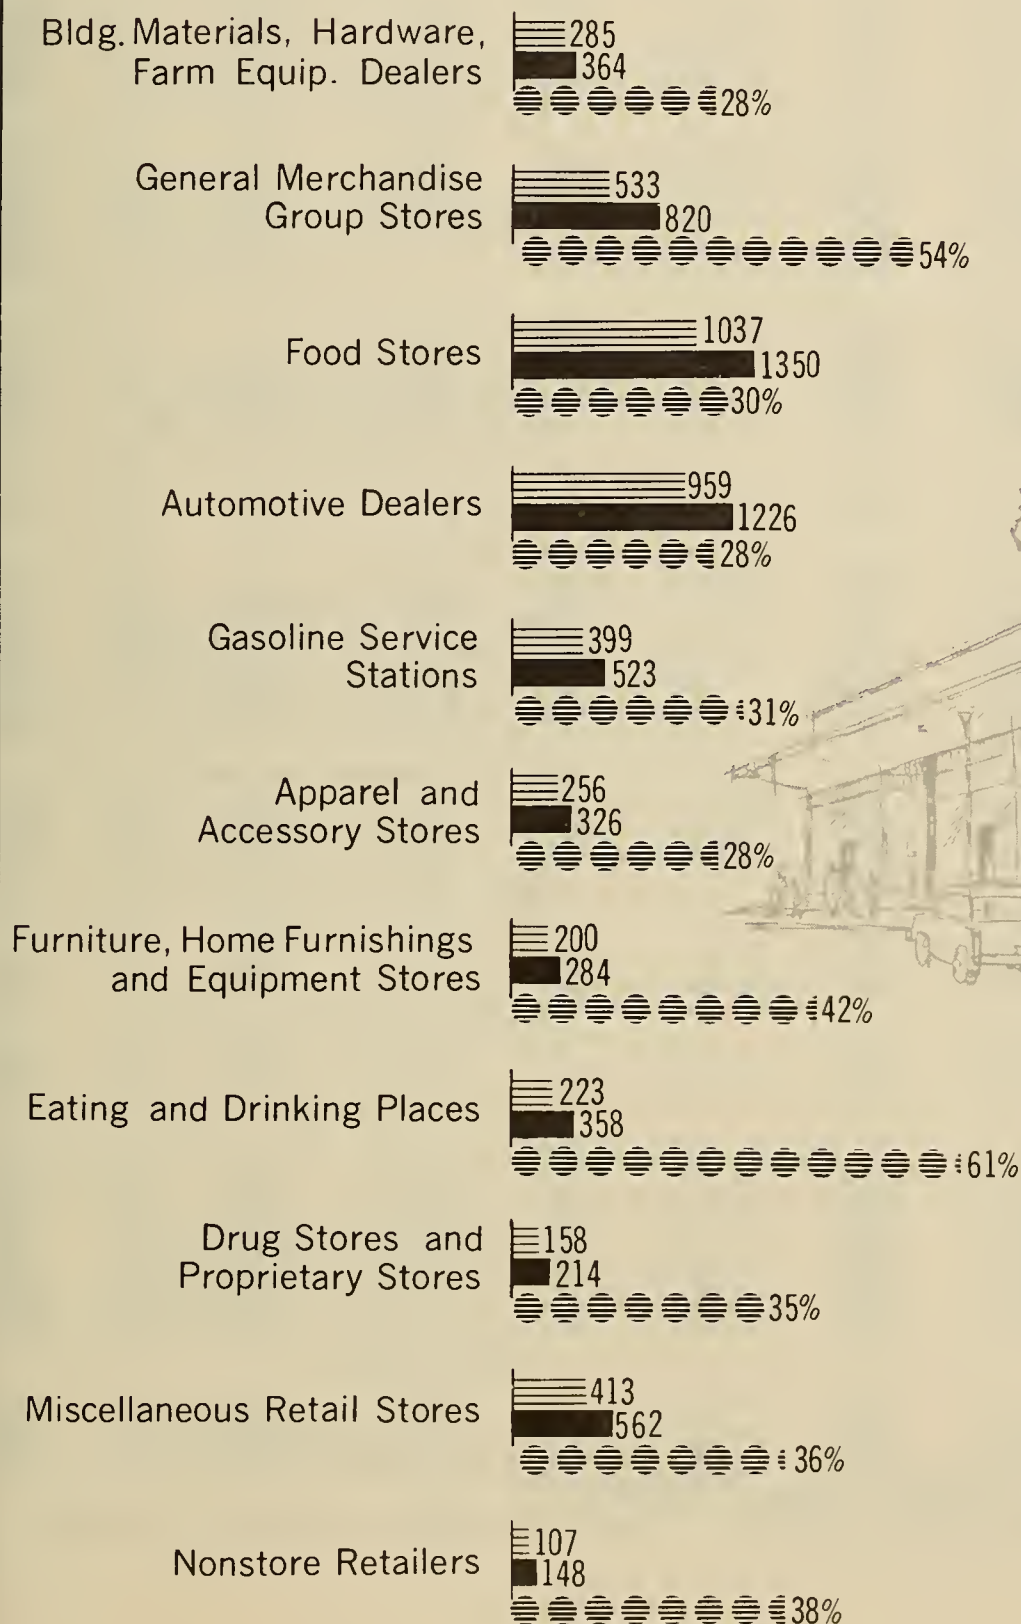 Bldg. Materials, Hardware,
Farm Equip. Dealers
285
364
28%
General Merchandise
Group Stores
533
820
54%
Food Stores
1037
1350
30%
Automotive Dealers
959
1226
28%
Gasoline Service
Stations
399
523
31%
Apparel and
Accessory Stores
256
326
28%
Furniture, Home Furnishings
and Equipment Stores
200
284
42%
Eating and Drinking Places
223
358
61%
Drug Stores and
Proprietary Stores
158
214
35%
Miscellaneous Retail Stores
413
562
36%
Nonstore Retailers
107
148
38%